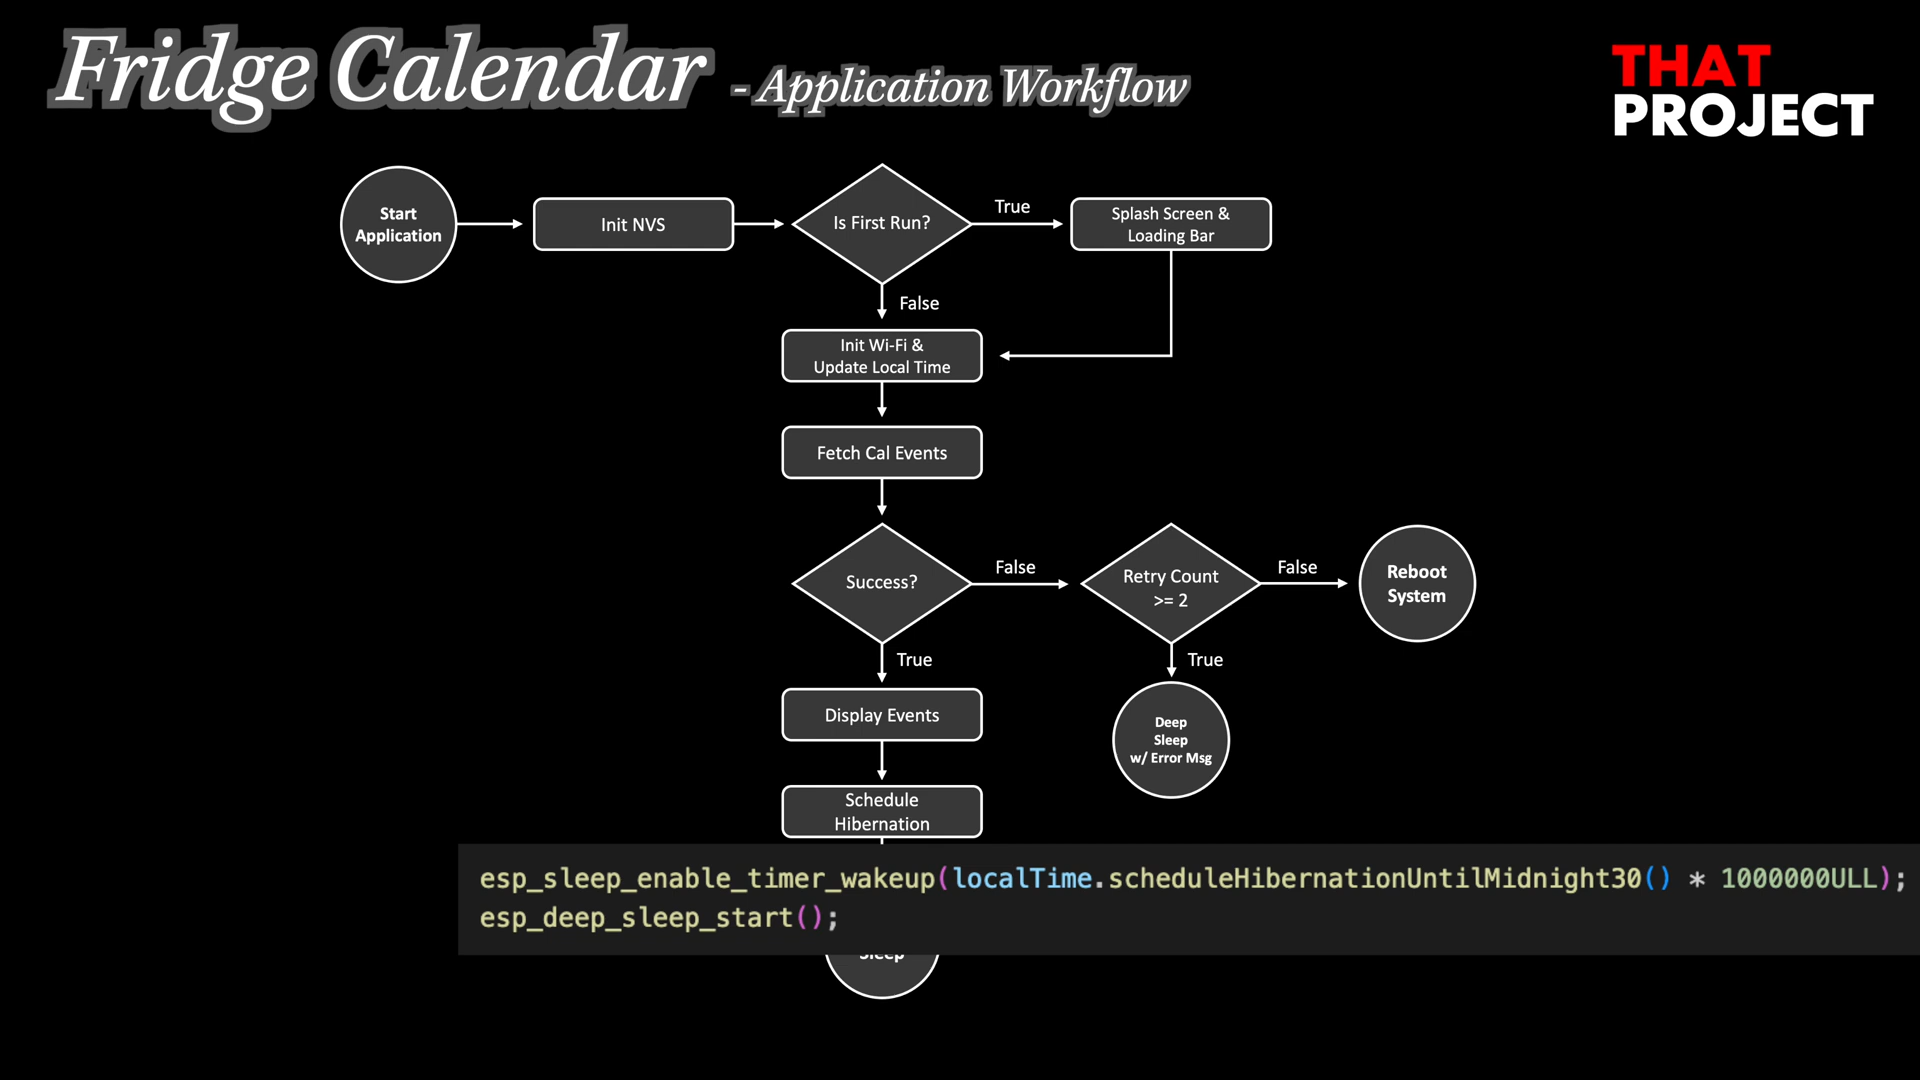 Fridge Calendar - Application Workflow
THAT
PROJECT
Start
Application
Init NVS
Is First Run?
True
Splash Screen &
Loading Bar
False
Init Wi-Fi &
Update Local Time
Fetch Cal Events
Success?
False
Retry Count
>= 2
False
Reboot
System
True
True
Display Events
Deep
Sleep
w/ Error Msg
Schedule
Hibernation
esp_sleep_enable_timer_wakeup(localTime.scheduleHibernationUntilMidnight30() * 1000000ULL);
esp_deep_sleep_start();
Sleep